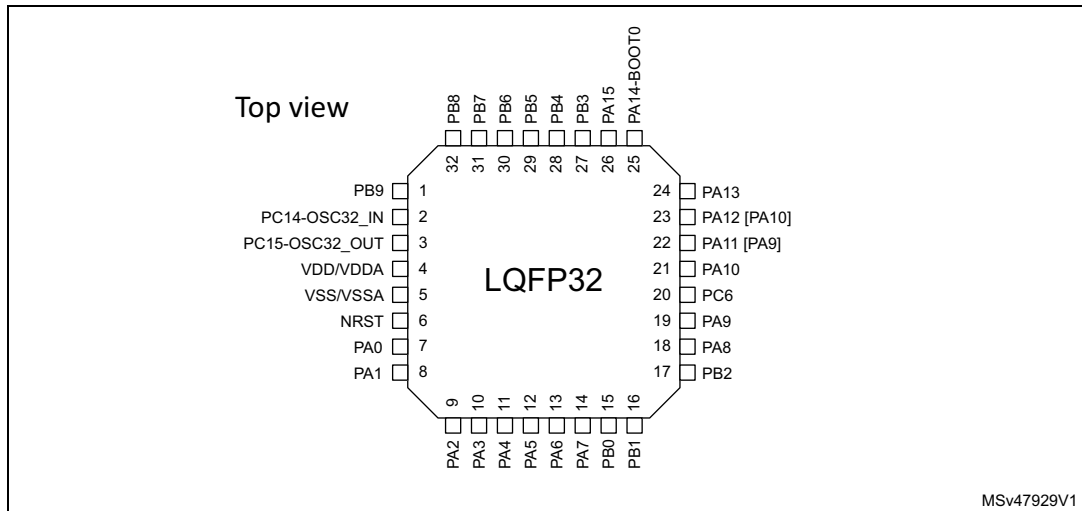 Top view
PB8
PB7
PB6
PB5
PB4
PB3
PA15
PA14-BOOT0
32
31
30
29
28
27
26
25
PB9 1
PC14-OSC32_IN 2
PC15-OSC32_OUT 3
VDD/VDDA 4
VSS/VSSA 5
NRST 6
PA0 7
PA1 8
LQFP32
24 PA13
23 PA12 [PA10]
22 PA11 [PA9]
21 PA10
20 PC6
19 PA9
18 PA8
17 PB2
9
10
11
12
13
14
15
16
PA2
PA3
PA4
PA5
PA6
PA7
PB0
PB1
MSv47929V1